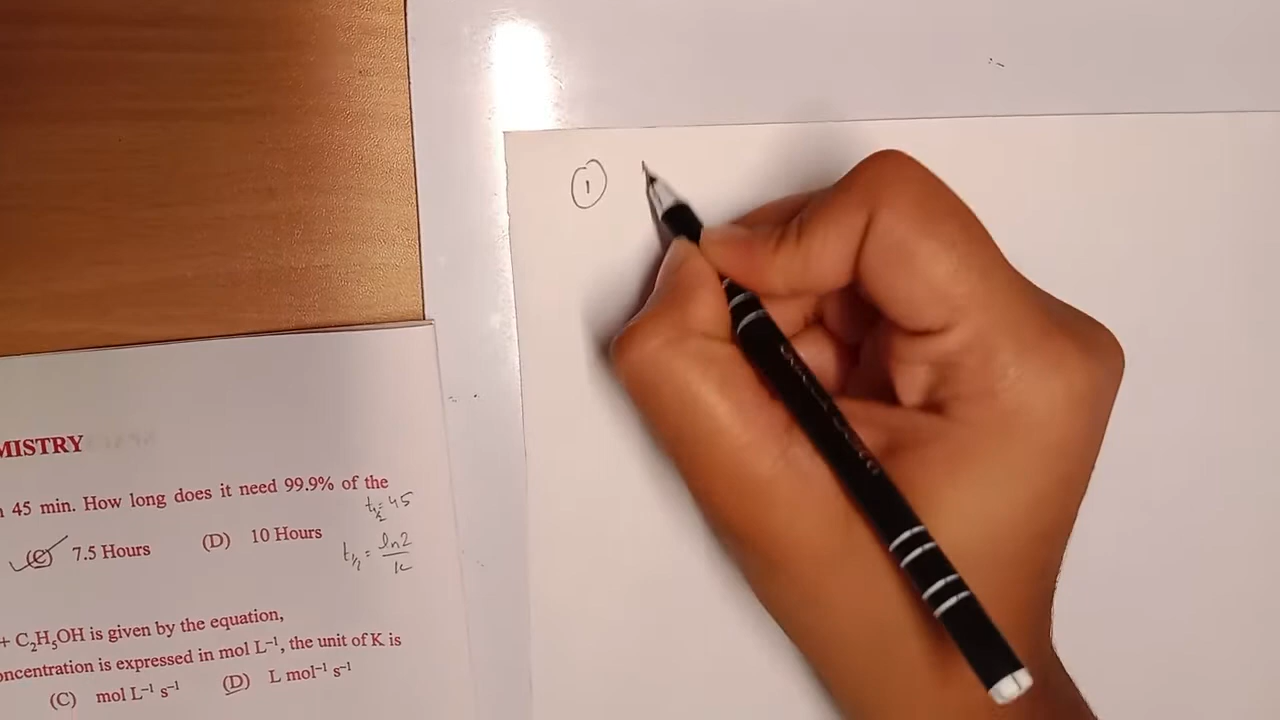 ①
MISTRY
45 min. How long does it need 99.9% of the
t½ = 45
(C) 7.5 Hours (D) 10 Hours
t½ = ln2/k
+ C₂H₅OH is given by the equation,
oncentration is expressed in mol L⁻¹, the unit of K is
(C) mol L⁻¹ s⁻¹ (D) L mol⁻¹ s⁻¹